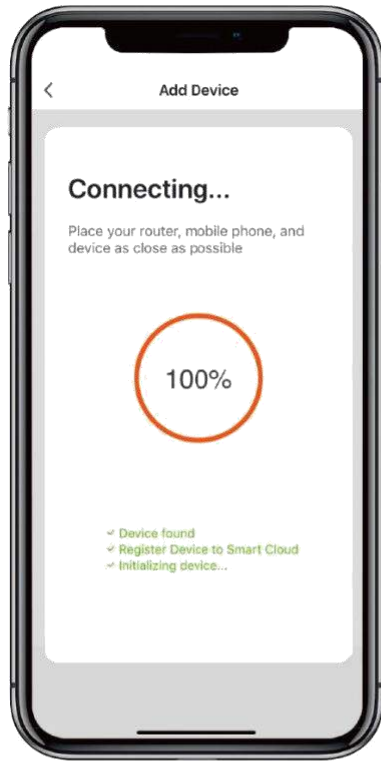 Add Device
Connecting...
Place your router, mobile phone, and
device as close as possible
100%
✓ Device found
✓ Register Device to Smart Cloud
✓ Initializing device...